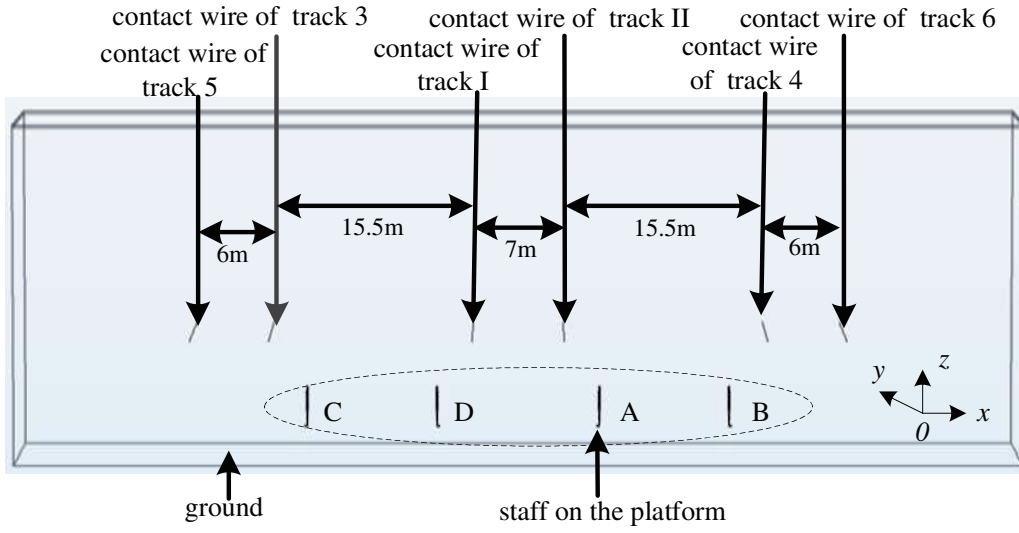 contact wire of track 3
contact wire of track II
contact wire of track 6
contact wire of
track 5
contact wire of
track I
contact wire
of track 4
15.5m
15.5m
6m
7m
6m
C
D
A
B
y
z
x
0
ground
staff on the platform